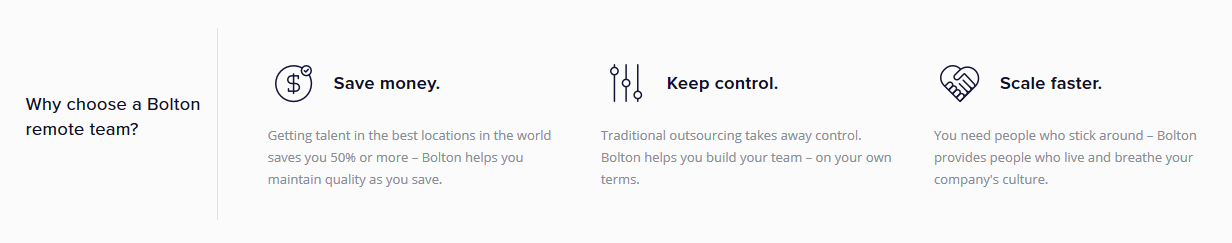 Why choose a Bolton
remote team?
Save money.
Getting talent in the best locations in the world
saves you 50% or more – Bolton helps you
maintain quality as you save.
Keep control.
Traditional outsourcing takes away control.
Bolton helps you build your team – on your own
terms.
Scale faster.
You need people who stick around – Bolton
provides people who live and breathe your
company's culture.